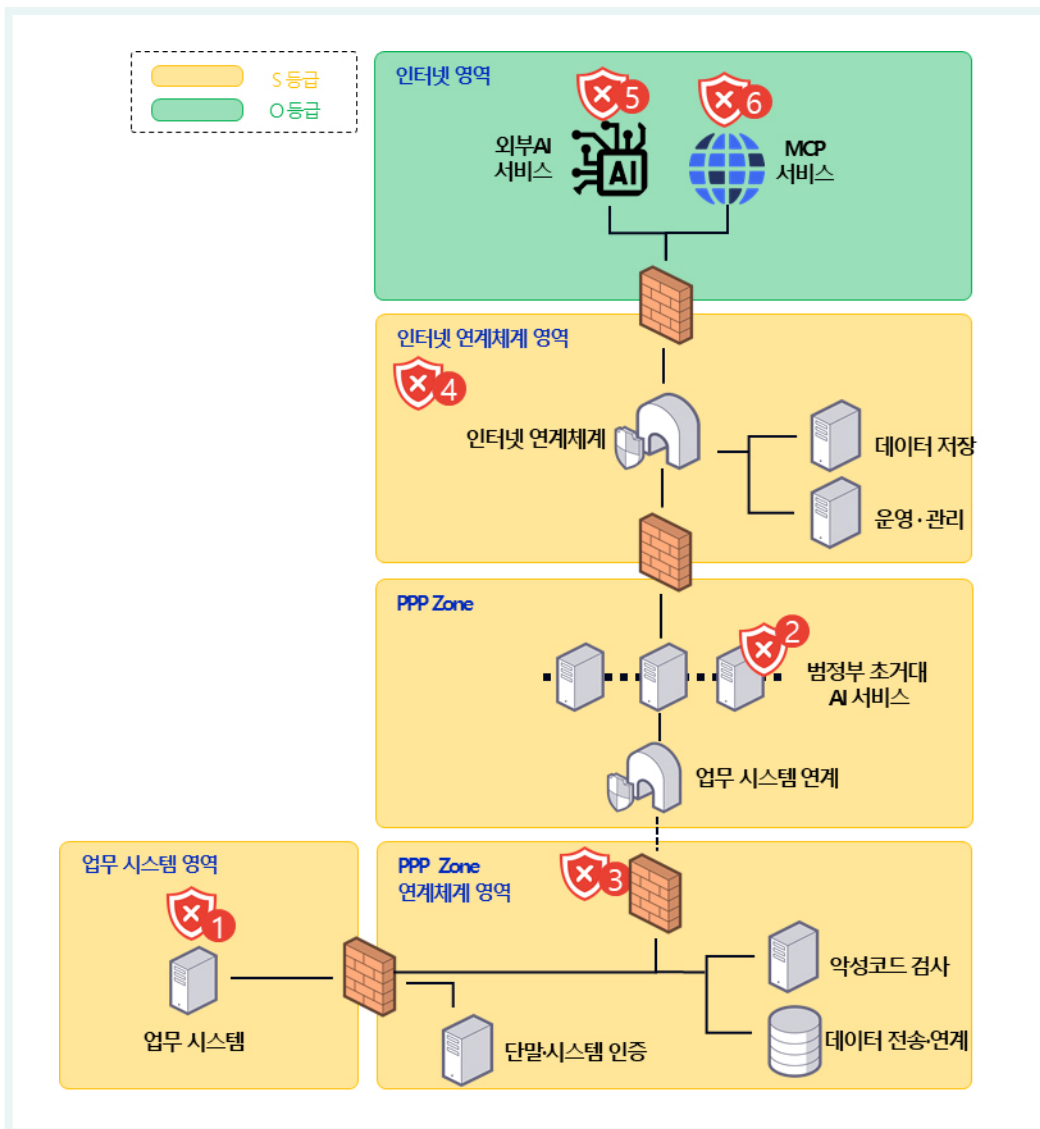 S 등급
O 등급
인터넷 영역
5
6
외부AI
서비스
AI
MCP
서비스
인터넷 연계체계 영역
4
인터넷 연계체계
데이터 저장
운영·관리
PPP Zone
2
범정부 초거대
AI 서비스
업무 시스템 연계
업무 시스템 영역
1
업무 시스템
PPP Zone
연계체계 영역
3
악성코드 검사
단말·시스템 인증
데이터 전송·연계